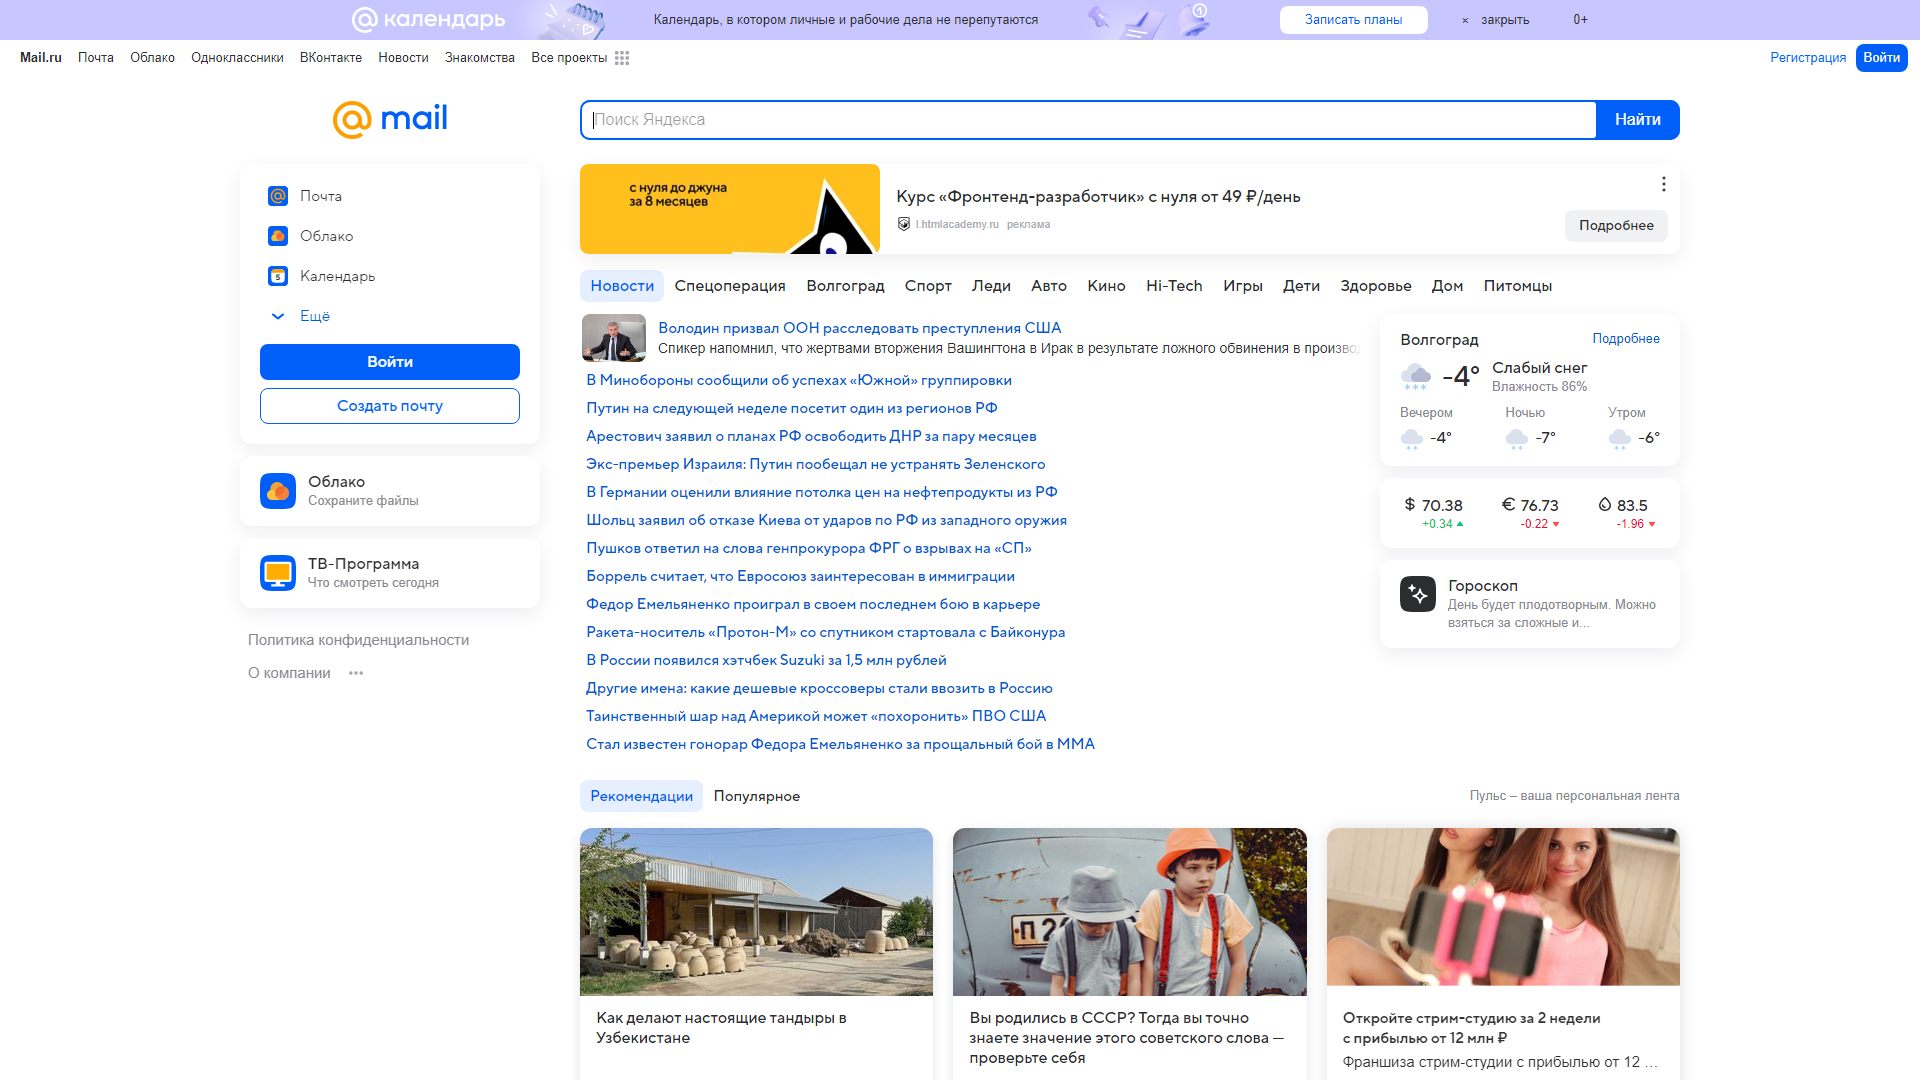 календарь
Календарь, в котором личные и рабочие дела не перепутаются
1
Записать планы
× закрыть
0+
Mail.ru Почта Облако Одноклассники ВКонтакте Новости Знакомства Все проекты
Регистрация Войти
mail
Поиск Яндекса
Найти
Почта
Облако
5 Календарь
Ещё
Войти
Создать почту
Облако
Сохраните файлы
ТВ-Программа
Что смотреть сегодня
Политика конфиденциальности
О компании
с нуля до джуна
за 8 месяцев
Курс «Фронтенд-разработчик» с нуля от 49 ₽/день
l.htmlacademy.ru реклама
Подробнее
Новости Спецоперация Волгоград Спорт Леди Авто Кино Hi-Tech Игры Дети Здоровье Дом Питомцы
Володин призвал ООН расследовать преступления США
Спикер напомнил, что жертвами вторжения Вашингтона в Ирак в результате ложного обвинения в производ
В Минобороны сообщили об успехах «Южной» группировки
Путин на следующей неделе посетит один из регионов РФ
Арестович заявил о планах РФ освободить ДНР за пару месяцев
Экс-премьер Израиля: Путин пообещал не устранять Зеленского
В Германии оценили влияние потолка цен на нефтепродукты из РФ
Шольц заявил об отказе Киева от ударов по РФ из западного оружия
Пушков ответил на слова генпрокурора ФРГ о взрывах на «СП»
Боррель считает, что Евросоюз заинтересован в иммиграции
Федор Емельяненко проиграл в своем последнем бою в карьере
Ракета-носитель «Протон-М» со спутником стартовала с Байконура
В России появился хэтчбек Suzuki за 1,5 млн рублей
Другие имена: какие дешевые кроссоверы стали ввозить в Россию
Таинственный шар над Америкой может «похоронить» ПВО США
Стал известен гонорар Федора Емельяненко за прощальный бой в ММА
Волгоград Подробнее
-4° Слабый снег
Влажность 86%
Вечером Ночью Утром
-4° -7° -6°
$ 70.38 € 76.73 83.5
+0.34 -0.22 -1.96
Гороскоп
День будет плодотворным. Можно
взяться за сложные и...
Рекомендации Популярное
Пульс – ваша персональная лента
П 2
Как делают настоящие тандыры в
Узбекистане
Вы родились в СССР? Тогда вы точно
знаете значение этого советского слова —
проверьте себя
Откройте стрим-студию за 2 недели
с прибылью от 12 млн ₽
Франшиза стрим-студии с прибылью от 12 ...